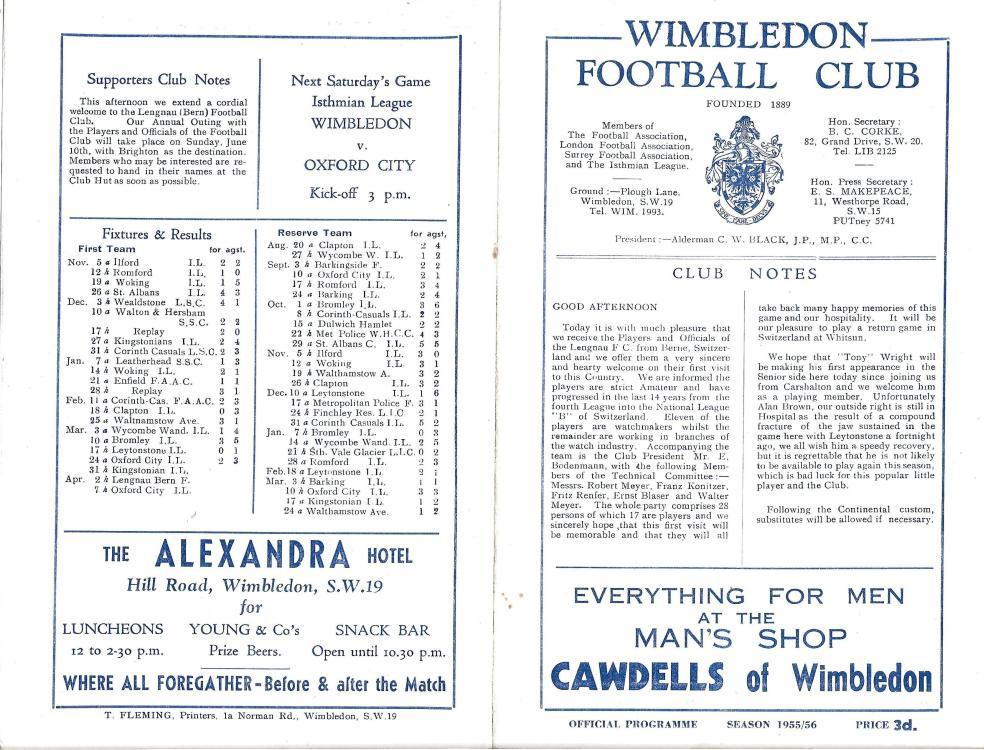 Supporters Club Notes
This afternoon we extend a cordial
welcome to the Lengnau (Bern) Football
Club. Our Annual Outing with
the Players and Officials of the Football
Club will take place on Sunday, June
10th, with Brighton as the destination.
Members who may be interested are re-
quested to hand in their names at the
Club Hut as soon as possible.
Next Saturday's Game
Isthmian League
WIMBLEDON
v.
OXFORD CITY
Kick-off 3 p.m.
Fixtures & Results
First Team for agst.
Nov. 5 a Ilford I.L. 2 2
12 h Romford I.L, 1 0
19 a Woking I.L. 1 5
26 a St. Albans I.L. 4 3
Dec. 3 h Wealdstone L.S.C. 4 1
10 a Walton & Hersham
S.S.C. 2 2
17 h Replay 2 0
27 a Kingstonians I.L. 2 4
31 h Corinth Casuals L.S.C. 2 3
Jan. 7 a Leatherhead S.S.C. 1 3
14 h Woking I.L. 2 1
21 a Enfield F.A.A.C. 1 1
28 h Replay 3 1
Feb. 11 a Corinth-Cas. F.A.A.C. 2 3
18 h Clapton I.L. 0 3
25 a Waltham­stow Ave. 3 1
Mar. 3 a Wycombe Wand. I.L. 1 4
10 a Bromley I.L. 3 5
17 h Leytonstone I.L. 0 1
24 a Oxford City I.L. 2 3
31 h Kingstonian I.L.
Apr. 2 h Lengnau Bern F.
7 h Oxford City I.L.
Reserve Team for agst,
Aug. 20 a Clapton I.L. 2 4
27 h Wycombe W. I.L. 1 2
Sept. 3 h Barkingside F. 2 2
10 a Oxford City I.L. 2 1
17 h Romford I.L. 3 4
24 a Barking I.L. 2 4
Oct. 1 a Bromley I.L. 3 6
8 h Corinth-Casuals I.L. 2 2
15 a Dulwich Hamlet 2 2
22 h Met Police W.H.C.C. 4 3
29 a St. Albans C. I.L. 5 5
Nov. 5 h Ilford I.L. 3 0
12 a Woking I.L. 3 1
19 h Walthamstow A. 3 2
26 h Clapton I.L. 3 2
Dec. 10 a Leytonstone I.L. 1 6
17 a Metropolitan Police F. 3 1
24 h Finchley Res. L.I.C 2 1
31 a Corinth Casuals I.L. 5 2
Jan. 7 h Bromley I.L. 0 3
14 a Wycombe Wand. I.L. 2 5
21 h Sth. Vale Glacier L.I.C. 0 2
28 a Romford I.L. 2 3
Feb. 18 a Leytonstone I.L. 2 1
Mar. 3 h Barking I.L. 1 1
10 h Oxford City I.L. 3 3
17 a Kingstonian I.L. 1 2
24 a Walthamstow Ave. 1 2
THE ALEXANDRA HOTEL
Hill Road, Wimbledon, S.W.19
for
LUNCHEONS YOUNG & Co's SNACK BAR
12 to 2-30 p.m. Prize Beers. Open until 10.30 p.m.
WHERE ALL FOREGATHER-Before & after the Match
T. FLEMING, Printers, 1a Norman Rd., Wimbledon, S.W.19
WIMBLEDON
FOOTBALL CLUB
FOUNDED 1889
Members of
The Football Association,
London Football Association,
Surrey Football Association,
and The Isthmian League.
Ground :—Plough Lane,
Wimbledon, S.W.19
Tel. WIM. 1993.
Hon. Secretary :
B. C. CORKE,
82, Grand Drive, S.W. 20.
Tel. LIB 2125
Hon. Press Secretary :
E. S. MAKEPEACE,
11, Westhorpe Road,
S.W.15
PUTney 5741
President :—Alderman C. W. BLACK, J.P., M.P., C.C.
CLUB NOTES
GOOD AFTERNOON
Today it is with much pleasure that
we receive the Players and Officials of
the Lengnau F C. from Berne, Switzer-
land and we offer them a very sincere
and hearty welcome on their first visit
to this Country. We are informed the
players are strict Amateur and have
progressed in the last 14 years from the
fourth League into the National League
"B" of Switzerland. Eleven of the
players are watchmakers whilst the
remainder are working in branches of
the watch industry. Accompanying the
team is the Club President Mr. E,
Bodenmann, with the following Mem-
bers of the Technical Committee :—
Messrs. Robert Meyer, Franz Konitzer,
Fritz Renfer, Ernst Blaser and Walter
Meyer. The whole party comprises 28
persons of which 17 are players and we
sincerely hope that this first visit will
be memorable and that they will all
take back many happy memories of this
game and our hospitality. It will be
our pleasure to play a return game in
Switzerland at Whitsun.
We hope that "Tony" Wright will
be making his first appearance in the
Senior side here today since joining us
from Carshalton and we welcome him
as a playing member. Unfortunately
Alan Brown, our outside right is still in
Hospital as the result of a compound
fracture of the jaw sustained in the
game here with Leytonstone a fortnight
ago, we all wish him a speedy recovery,
but it is regrettable that he is not likely
to be available to play again this season,
which is bad luck for this popular little
player and the Club.
Following the Continental custom,
substitutes will be allowed if necessary.
EVERYTHING FOR MEN
AT THE
MAN'S SHOP
CAWDELLS of Wimbledon
OFFICIAL PROGRAMME SEASON 1955/56 PRICE 3d.